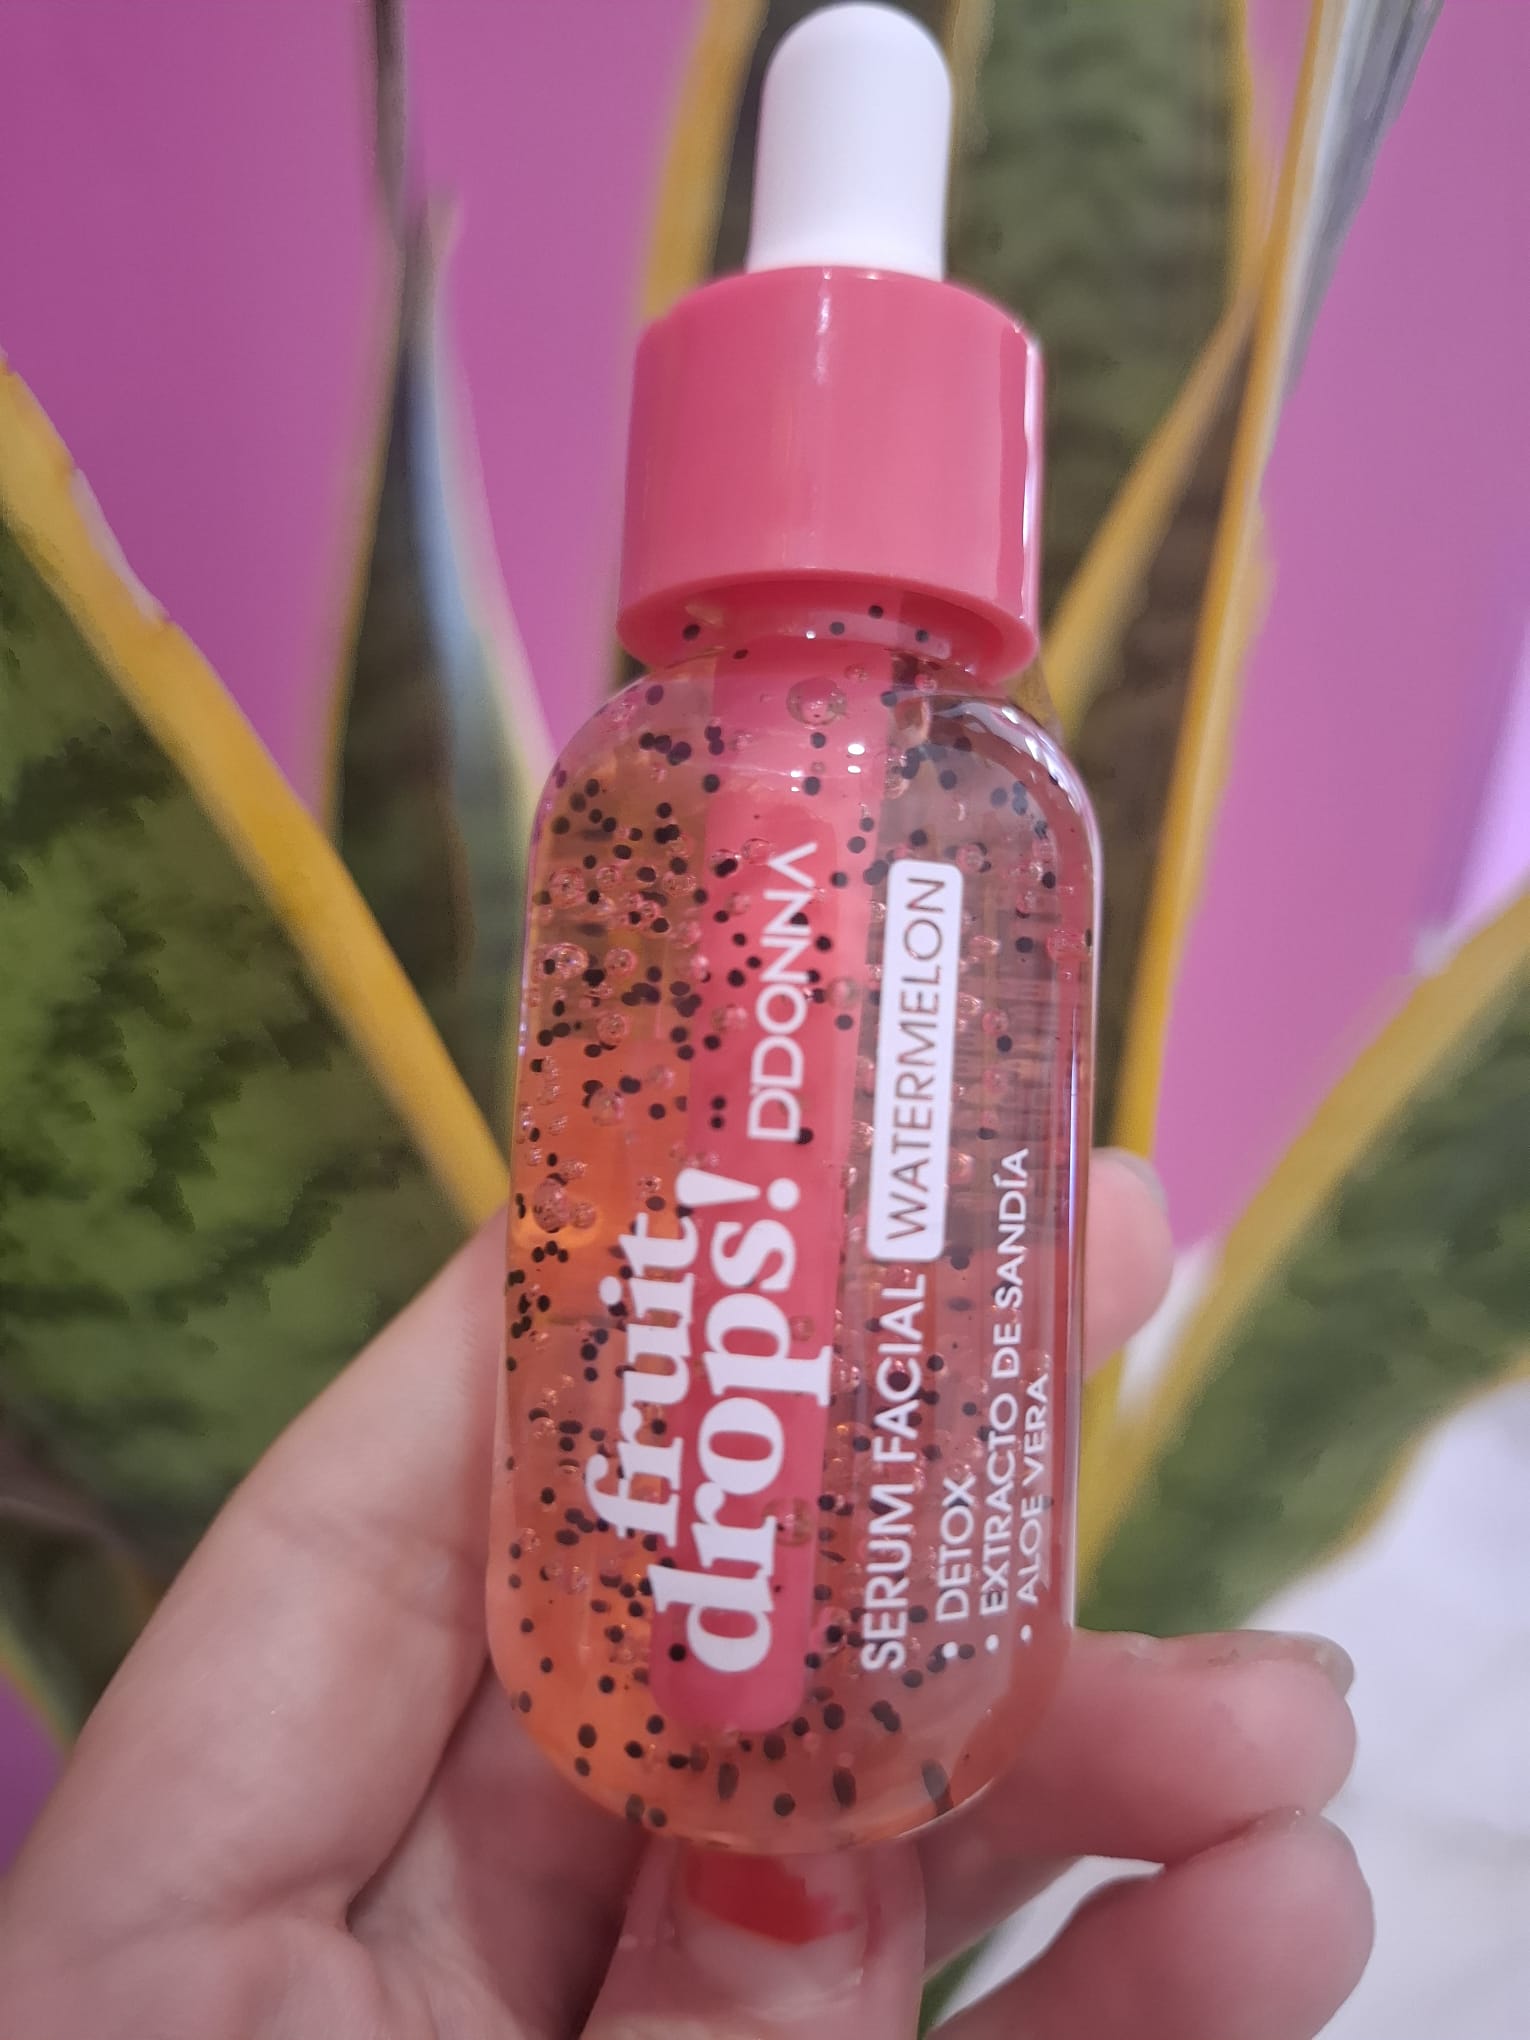 fruit
drops! D'DONNA
SERUM FACIAL WATERMELON
• DETOX
• EXTRACTO DE SANDÍA
• ALOE VERA